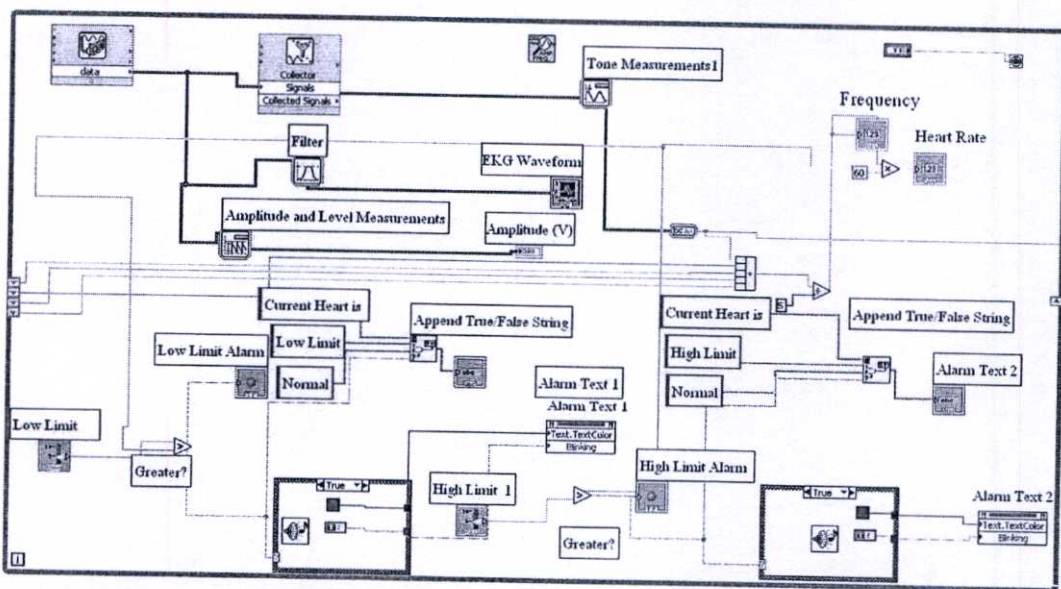 data
Collector
Signals
Collected Signals
Tone Measurements1
Frequency
Heart Rate
Filter
EKG Waveform
60
Amplitude and Level Measurements
Amplitude (V)
Current Heart is
Append True/False String
Low Limit
Low Limit Alarm
Normal
5
Current Heart is
Append True/False String
High Limit
Normal
Alarm Text 2
Alarm Text 1
Alarm Text 1
Text.TextColor
Blinking
Low Limit
Greater?
True
High Limit 1
High Limit Alarm
Greater?
True
Alarm Text 2
Text.TextColor
Blinking
i